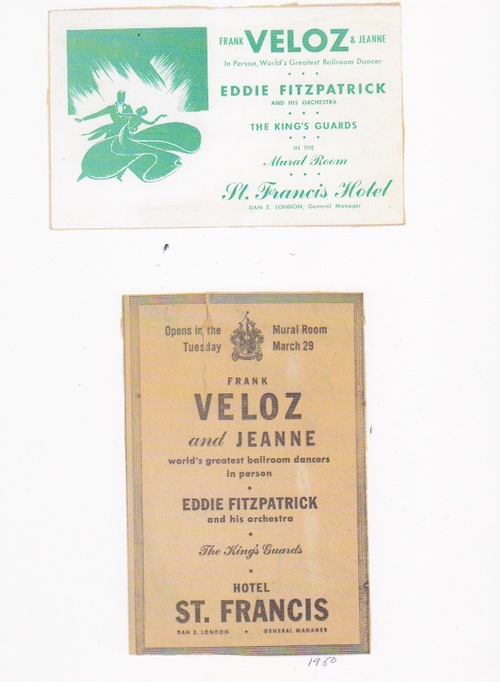 FRANK VELOZ & JEANNE
In Person, World's Greatest Ballroom Dancer
EDDIE FITZPATRICK
AND HIS ORCHESTRA
THE KING'S GUARDS
IN THE
Mural Room
St. Francis Hotel
DAN E. LONDON, General Manager
Opens in the Mural Room
Tuesday March 29
FRANK
VELOZ
and JEANNE
world's greatest ballroom dancers
in person
EDDIE FITZPATRICK
and his orchestra
The King's Guards
HOTEL
ST. FRANCIS
DAN E. LONDON • GENERAL MANAGER
1950